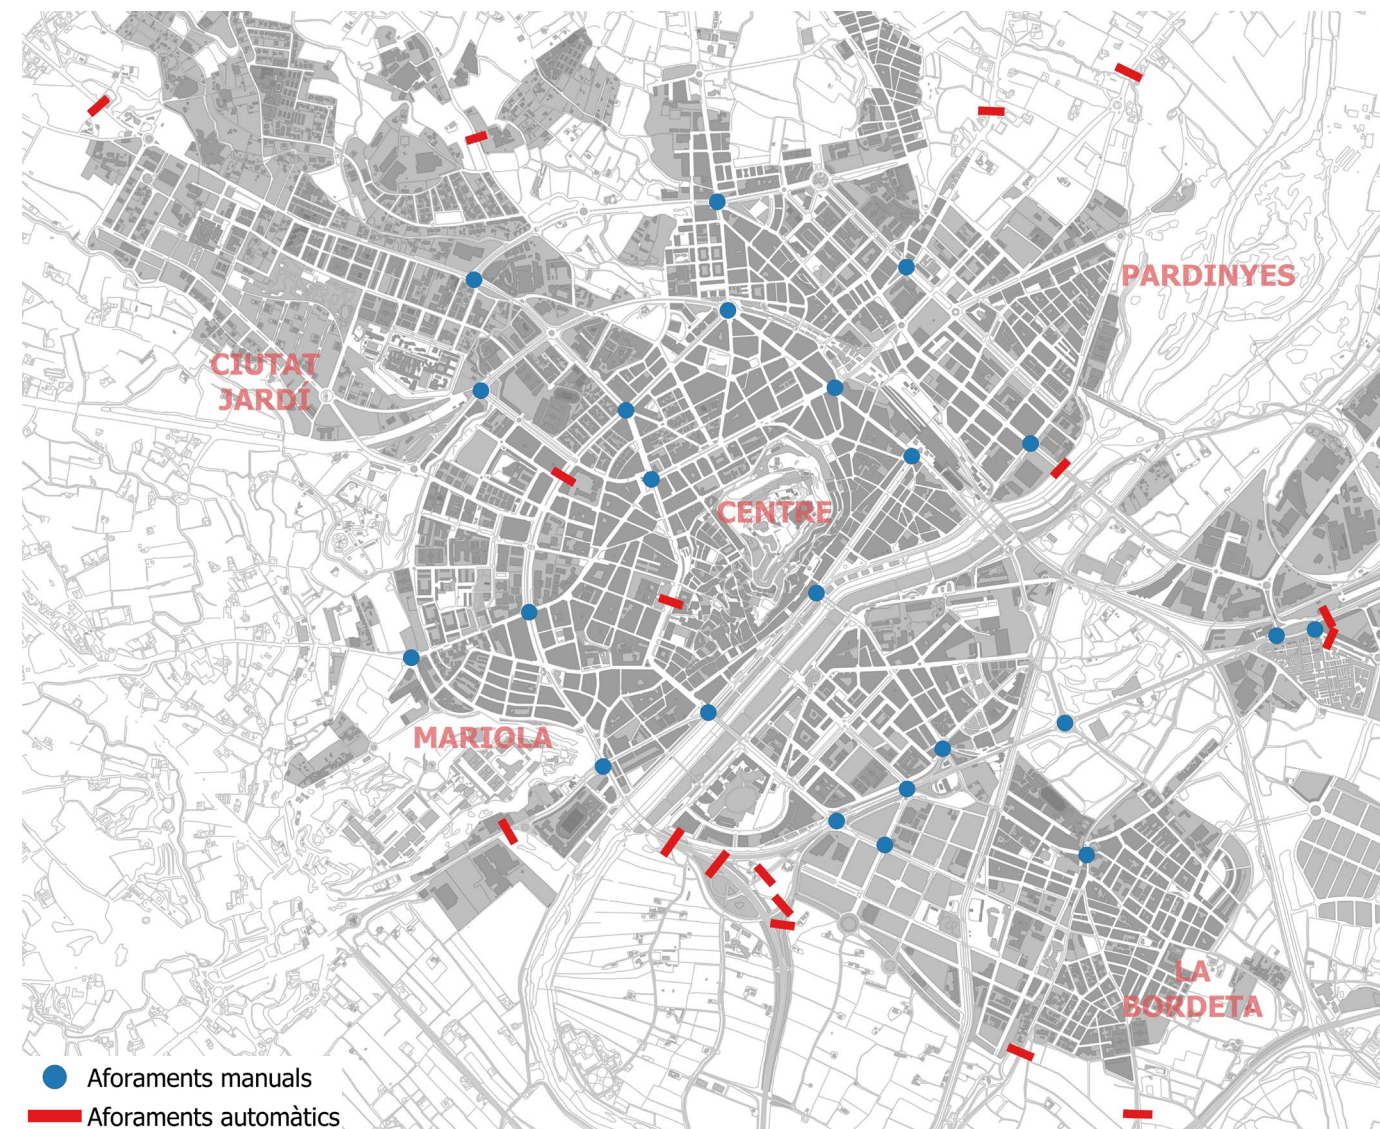 PARDINYES
CIUTAT
JARDÍ
CENTRE
MARIOLA
LA
BORDETA
Aforaments manuals
Aforaments automàtics